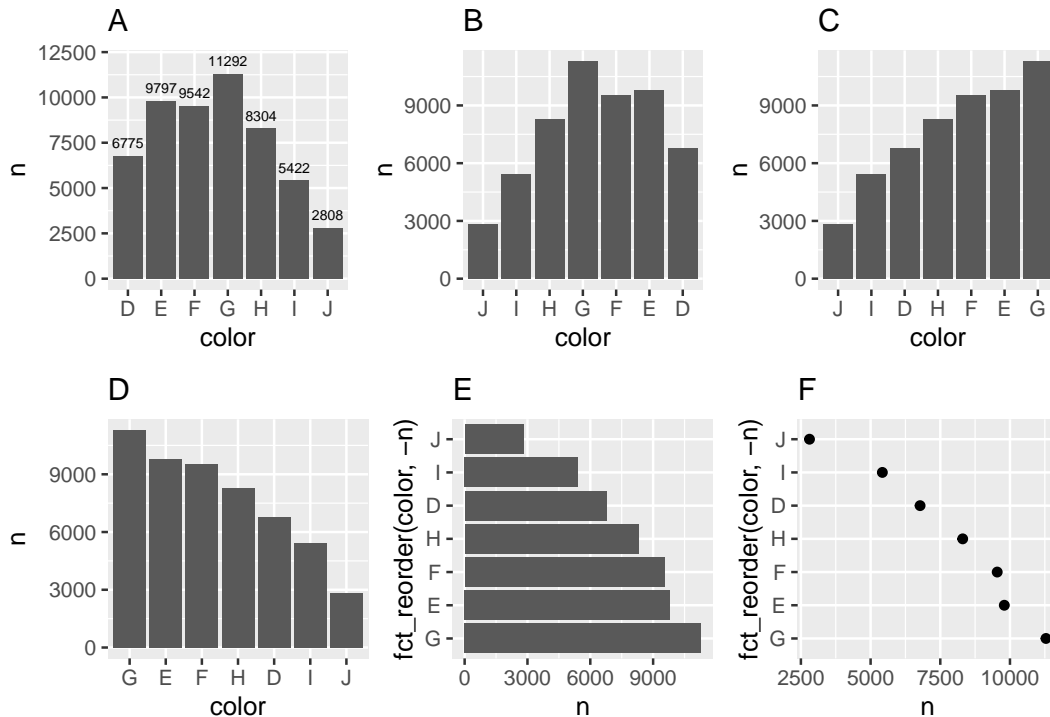 A
12500
10000
7500
5000
2500
0
n
6775
9797
9542
11292
8304
5422
2808
D E F G H I J
color
B
9000
6000
3000
0
n
J I H G F E D
color
C
9000
6000
3000
0
n
J I D H F E G
color
D
9000
6000
3000
0
n
G E F H D I J
color
E
fct_reorder(color, −n)
J
I
D
H
F
E
G
0 3000 6000 9000
n
F
fct_reorder(color, −n)
J
I
D
H
F
E
G
2500 5000 7500 10000
n